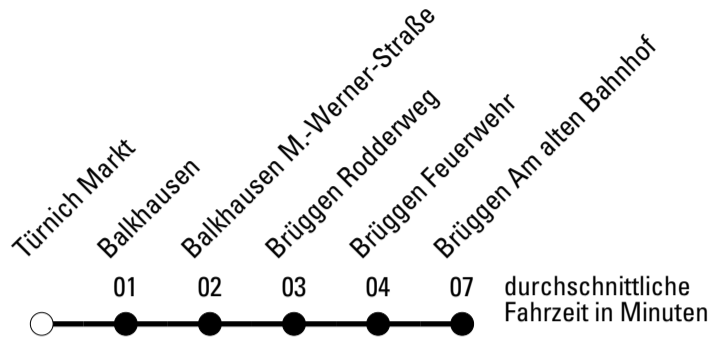 Türnich Markt
Balkhausen
Balkhausen M.-Werner-Straße
Brüggen Rodderweg
Brüggen Feuerwehr
Brüggen Am alten Bahnhof
01 02 03 04 07
durchschnittliche
Fahrzeit in Minuten